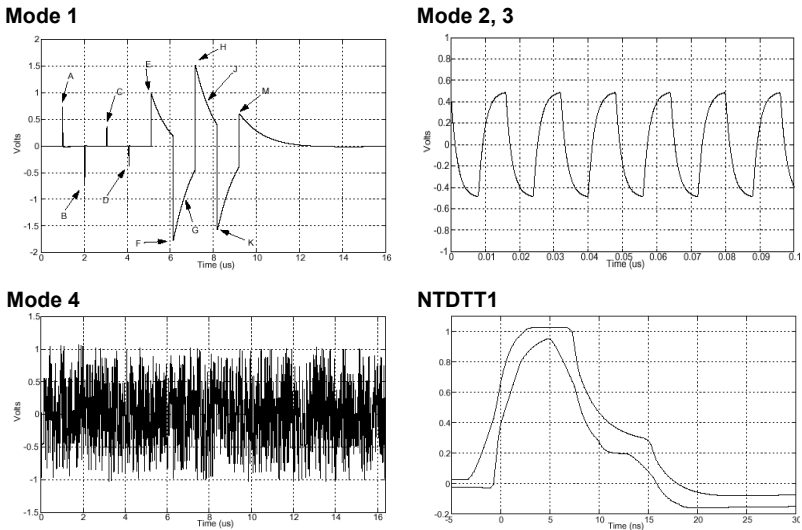 Mode 1
2
1.5
1
0.5
0
-0.5
-1
-1.5
-2
Volts
A
B
C
D
E
F
G
H
J
K
M
0 2 4 6 8 10 12 14 16
Time (us)
Mode 2, 3
1
0.8
0.6
0.4
0.2
0
-0.2
-0.4
-0.6
-0.8
-1
Volts
0 0.01 0.02 0.03 0.04 0.05 0.06 0.07 0.08 0.09 0.1
Time (us)
Mode 4
1.5
1
0.5
0
-0.5
-1
-1.5
Volts
0 2 4 6 8 10 12 14 16
Time (us)
NTDTT1
1
0.8
0.6
0.4
0.2
0
-0.2
-5 0 5 10 15 20 25 30
Time (ns)